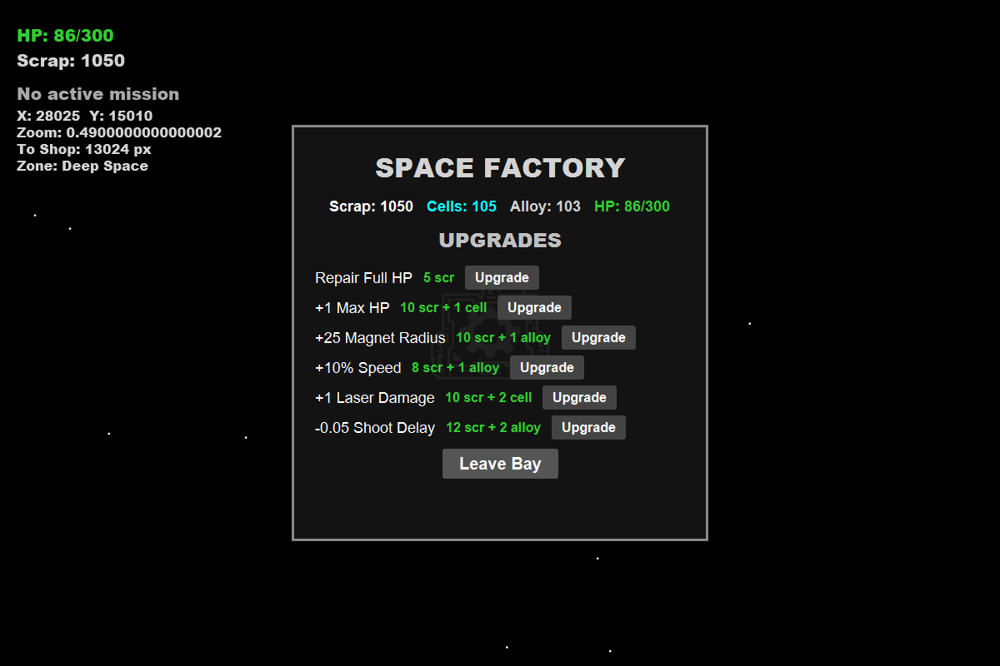 HP: 86/300
Scrap: 1050
No active mission
X: 28025  Y: 15010
Zoom: 0.4900000000000002
To Shop: 13024 px
Zone: Deep Space
SPACE FACTORY
Scrap: 1050 Cells: 105 Alloy: 103 HP: 86/300
UPGRADES
Repair Full HP 5 scr Upgrade
+1 Max HP 10 scr + 1 cell Upgrade
+25 Magnet Radius 10 scr + 1 alloy Upgrade
+10% Speed 8 scr + 1 alloy Upgrade
+1 Laser Damage 10 scr + 2 cell Upgrade
-0.05 Shoot Delay 12 scr + 2 alloy Upgrade
Leave Bay